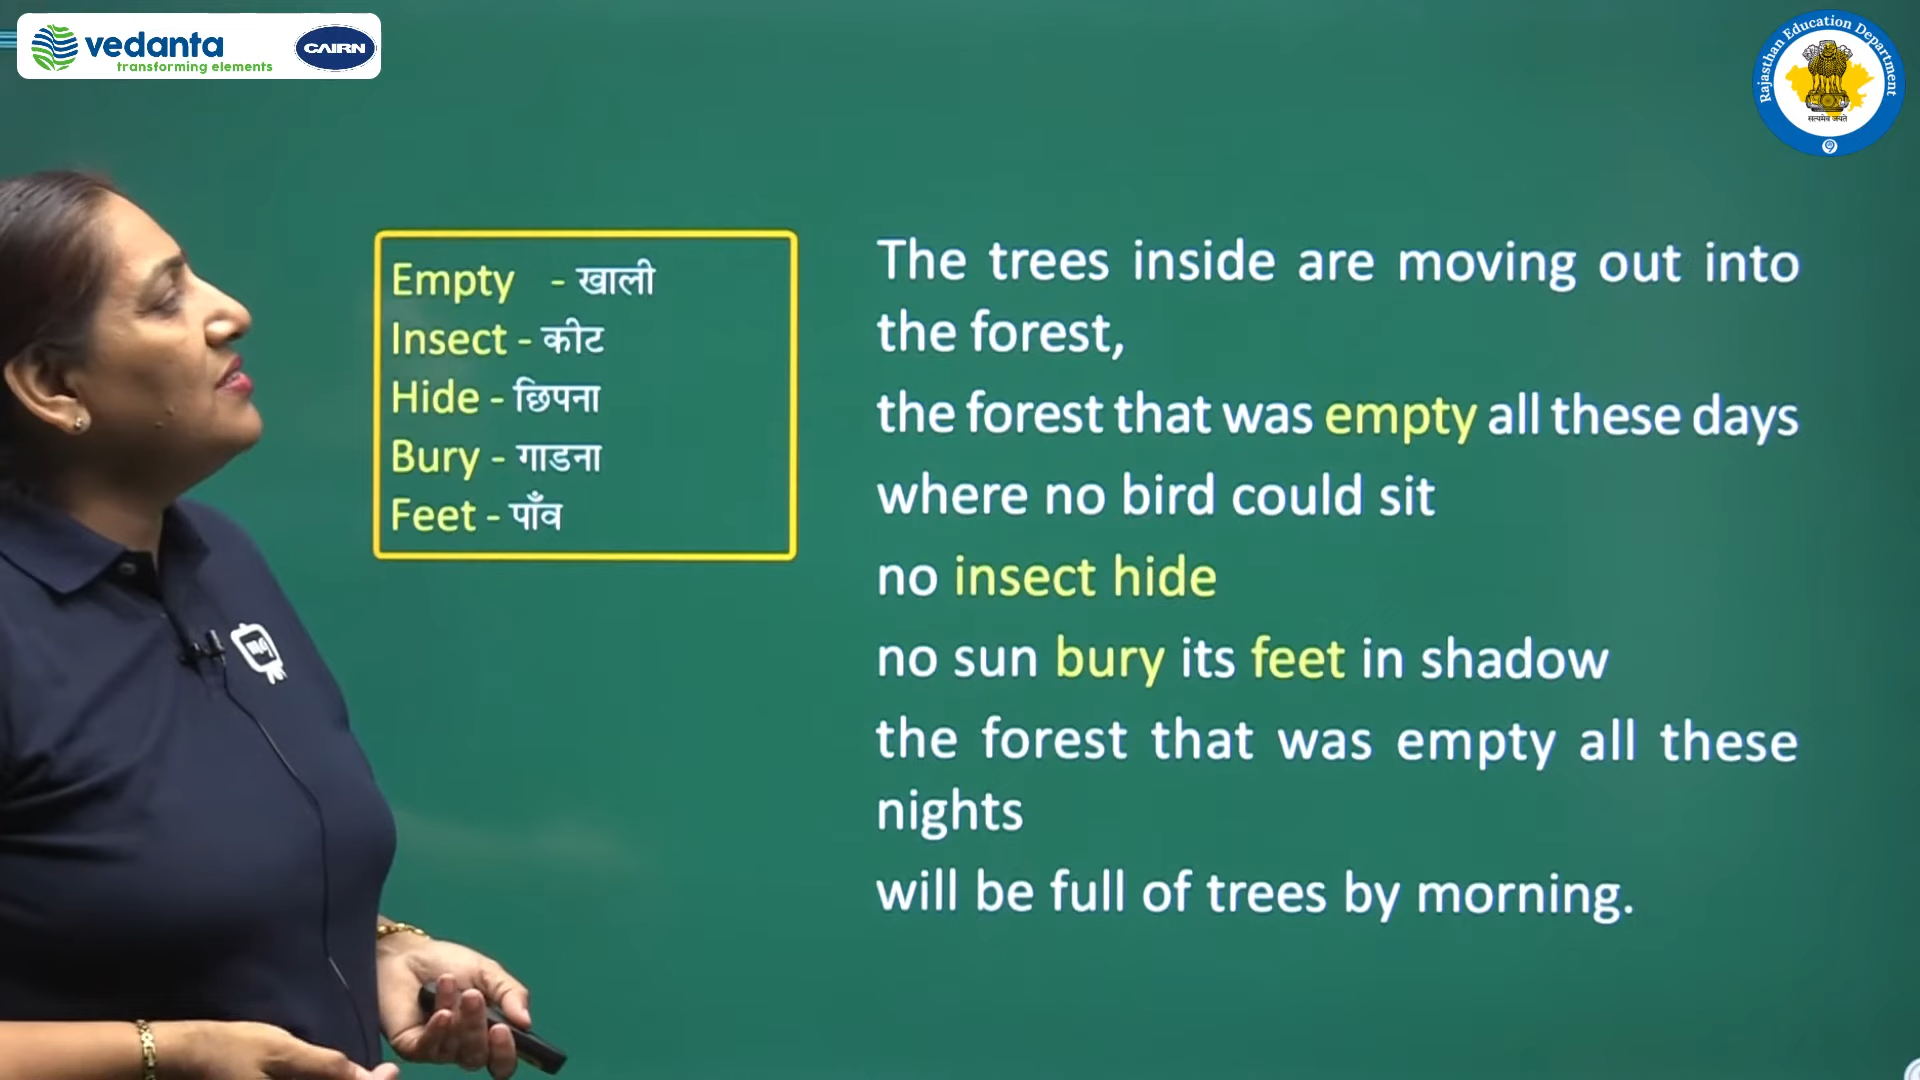 vedanta
transforming elements
CAIRN
Rajasthan Education Department
सत्यमेव जयते
Empty - खाली
Insect - कीट
Hide - छिपना
Bury - गाडना
Feet - पाँव
The trees inside are moving out into
the forest,
the forest that was empty all these days
where no bird could sit
no insect hide
no sun bury its feet in shadow
the forest that was empty all these
nights
will be full of trees by morning.